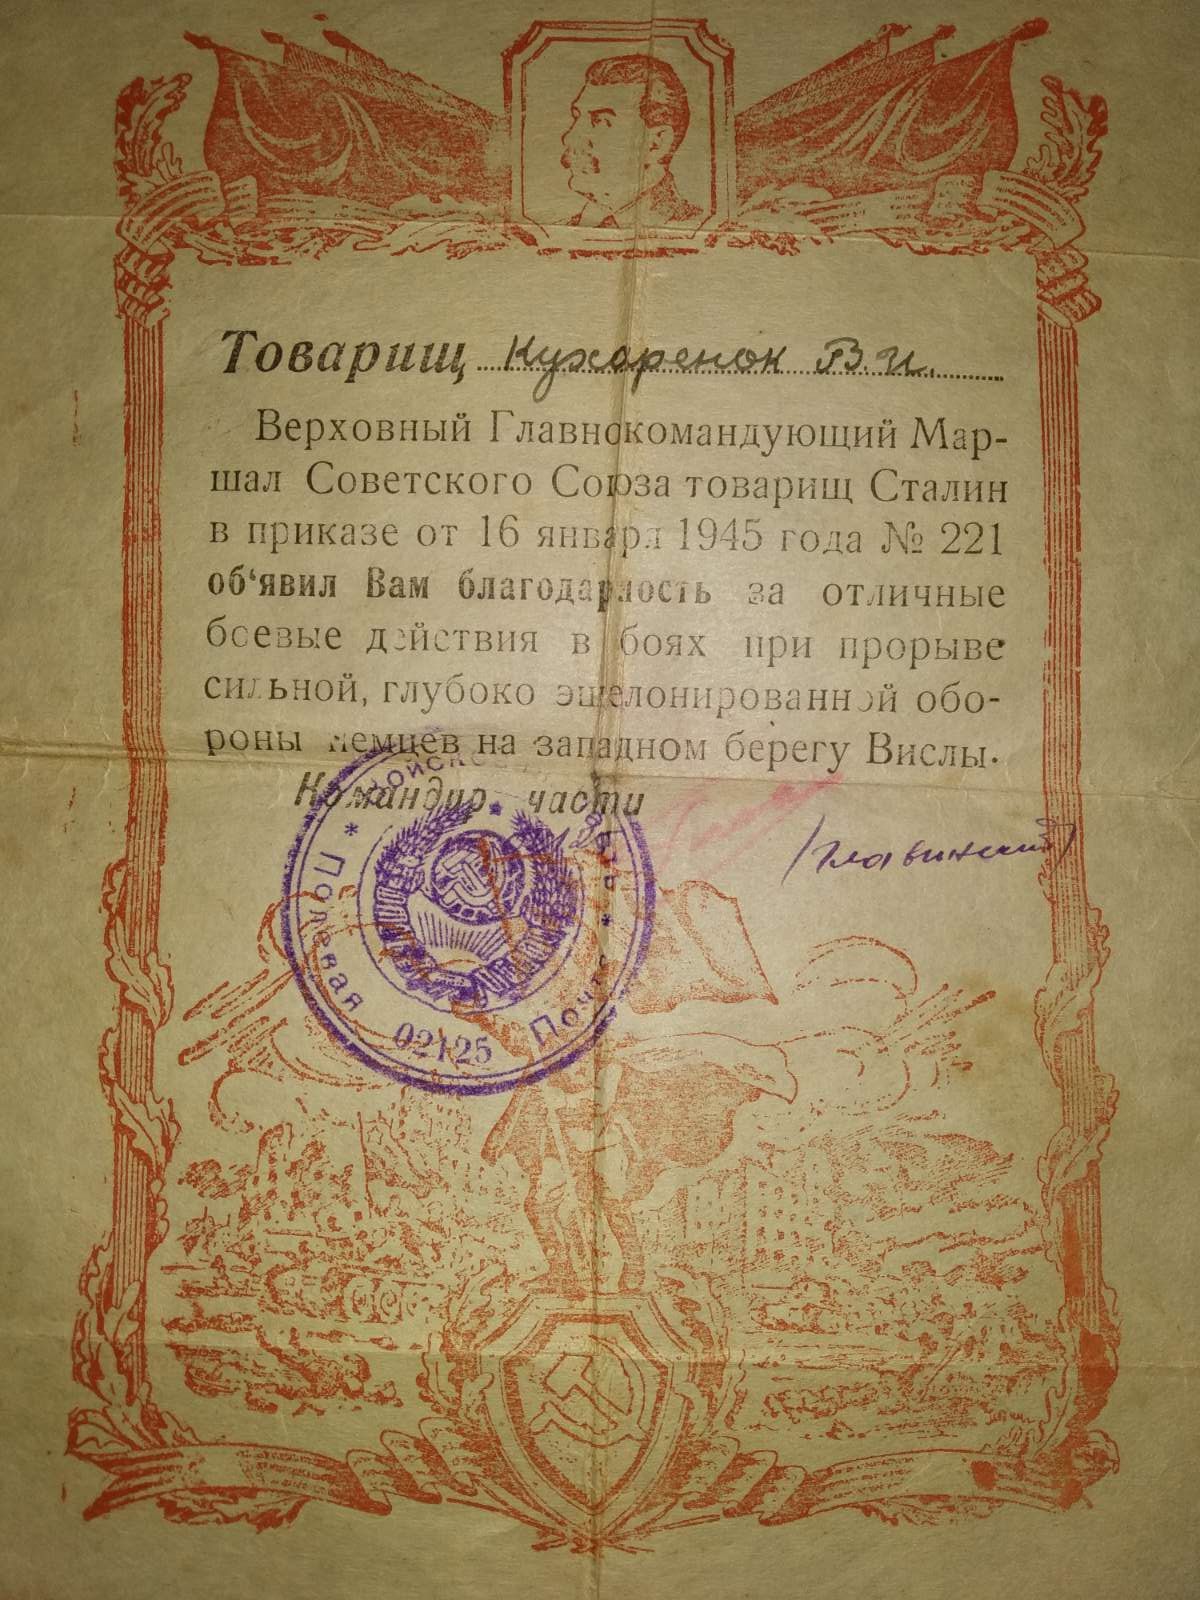 Товарищ Кухаренок В. И.
Верховный Главнокомандующий Мар-
шал Советского Союза товарищ Сталин
в приказе от 16 января 1945 года № 221
об'явил Вам благодарность за отличные
боевые действия в боях при прорыве
сильной, глубоко эшелонированной обо-
роны немцев на западном берегу Вислы.
Командир части
Полевая Почта
02125